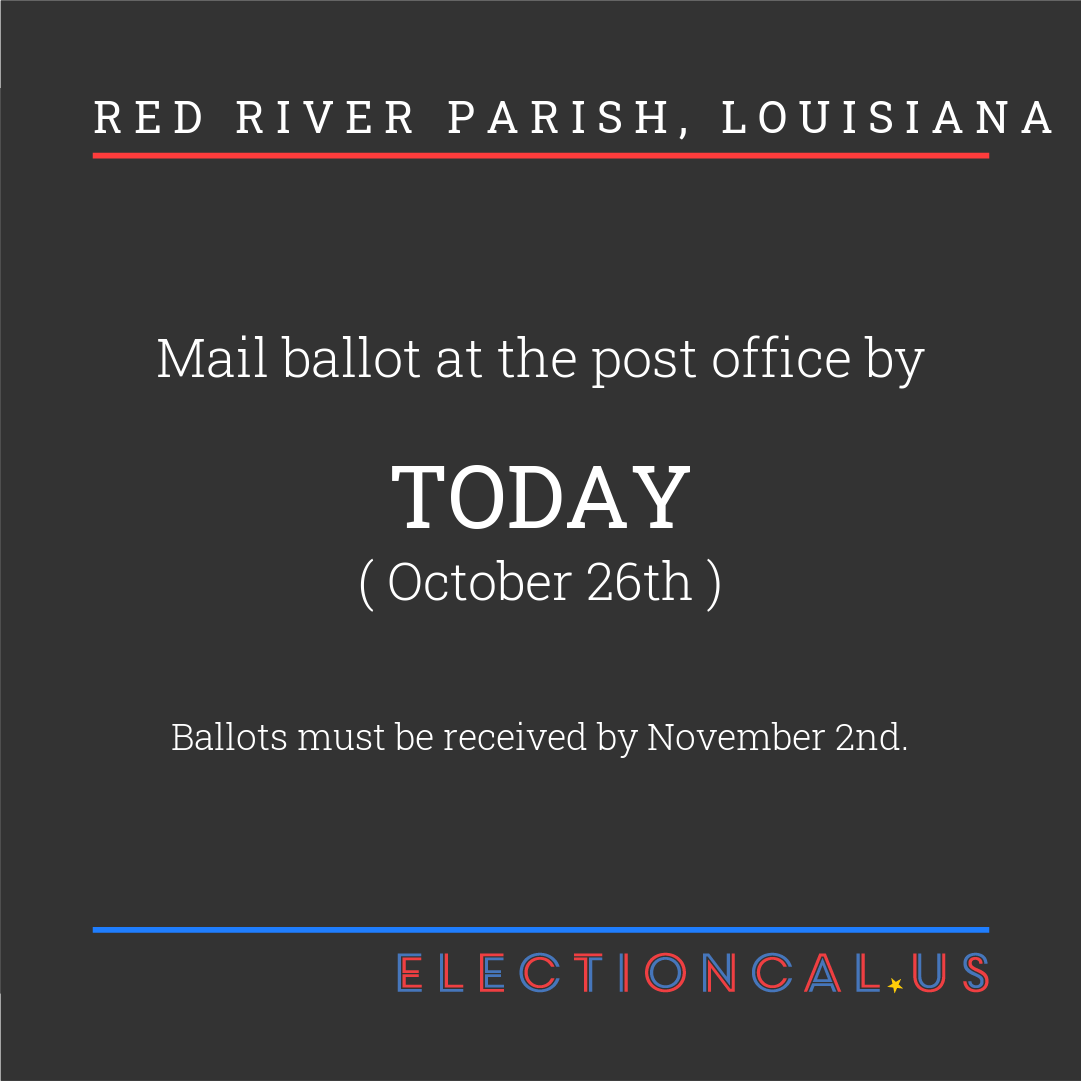 RED RIVER PARISH, LOUISIANA
Mail ballot at the post office by
TODAY
( October 26th )
Ballots must be received by November 2nd.
ELECTIONCAL.US